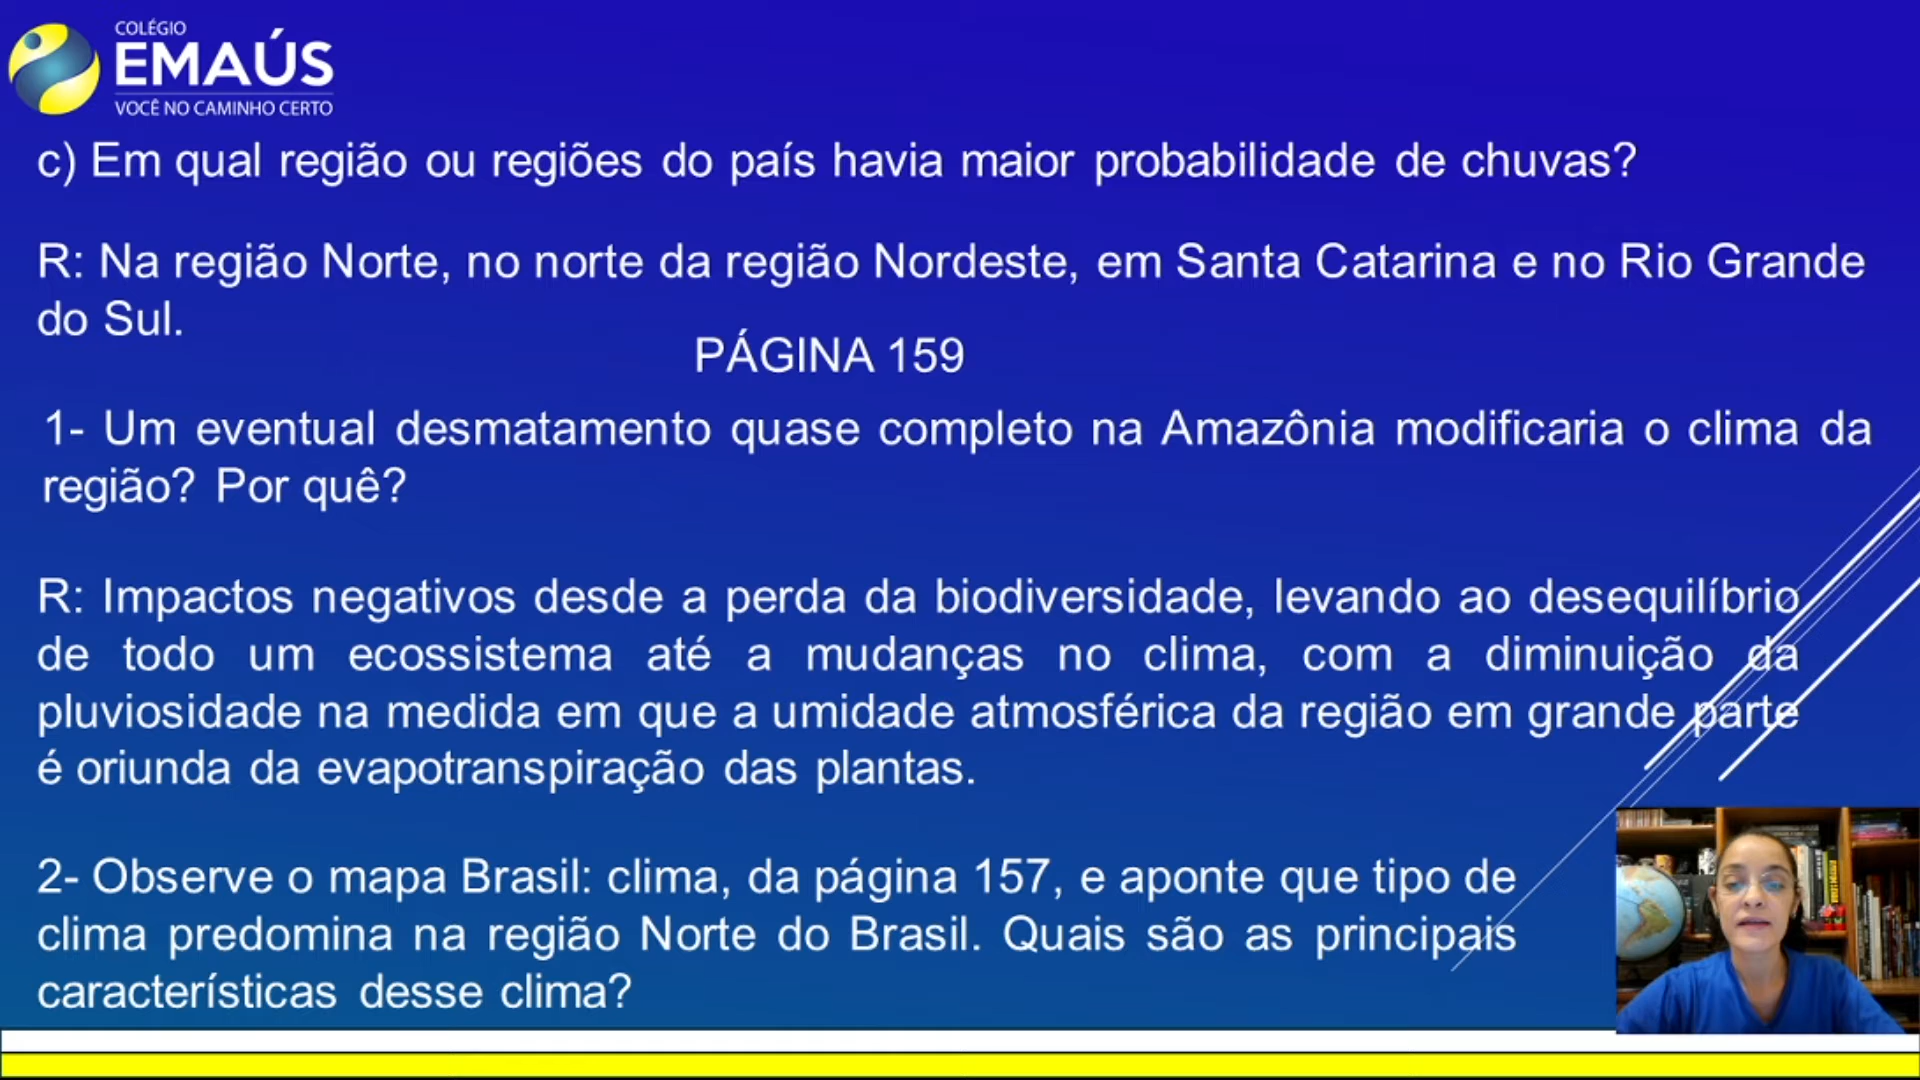 COLÉGIO
EMAÚS
VOCÊ NO CAMINHO CERTO
c) Em qual região ou regiões do país havia maior probabilidade de chuvas?
R: Na região Norte, no norte da região Nordeste, em Santa Catarina e no Rio Grande
do Sul.
PÁGINA 159
1- Um eventual desmatamento quase completo na Amazônia modificaria o clima da
região? Por quê?
R: Impactos negativos desde a perda da biodiversidade, levando ao desequilíbrio
de todo um ecossistema até a mudanças no clima, com a diminuição da
pluviosidade na medida em que a umidade atmosférica da região em grande parte
é oriunda da evapotranspiração das plantas.
2- Observe o mapa Brasil: clima, da página 157, e aponte que tipo de
clima predomina na região Norte do Brasil. Quais são as principais
características desse clima?